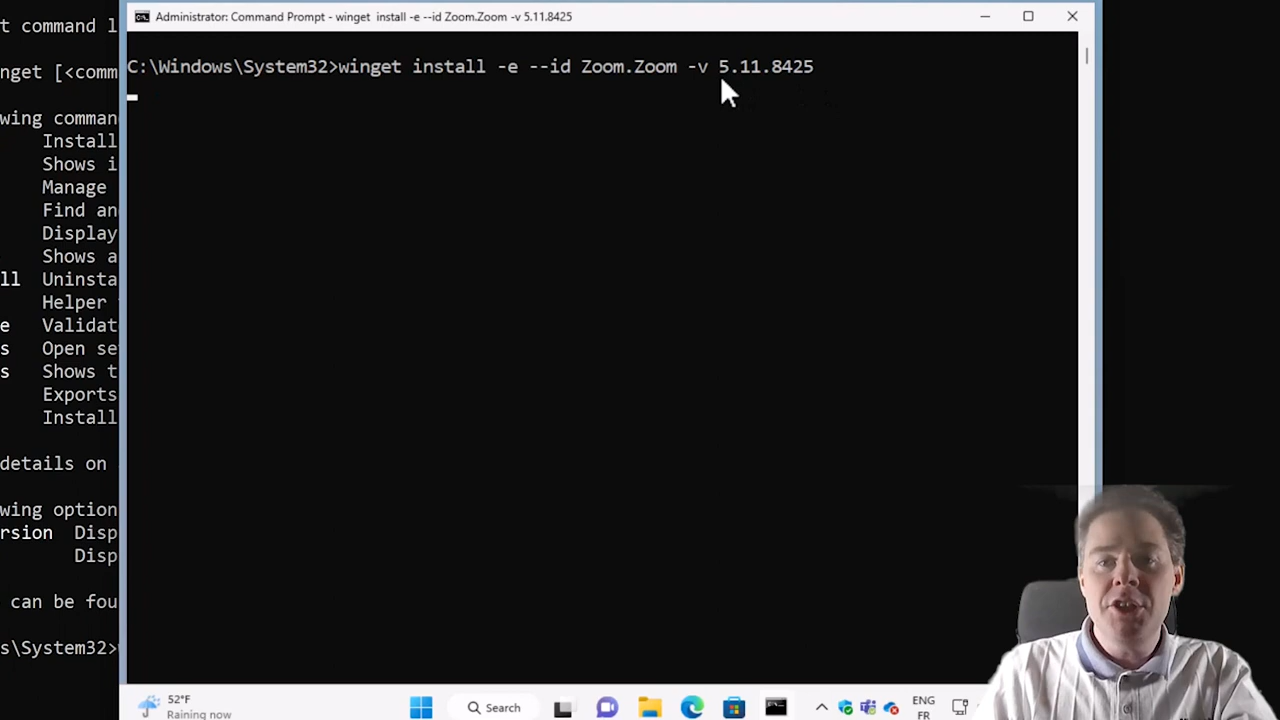 Administrator: Command Prompt - winget  install -e --id Zoom.Zoom -v 5.11.8425
C:\Windows\System32>winget install -e --id Zoom.Zoom -v 5.11.8425
t command l
nget [<comm
wing comman
Install
Shows i
Manage
Find an
Display
Shows a
ll Uninsta
Helper
e Validat
s Open se
s Shows t
Exports
Install
details on
wing option
rsion Disp
Disp
can be fou
s\System32>
52°F
Raining now
Search
ENG
FR